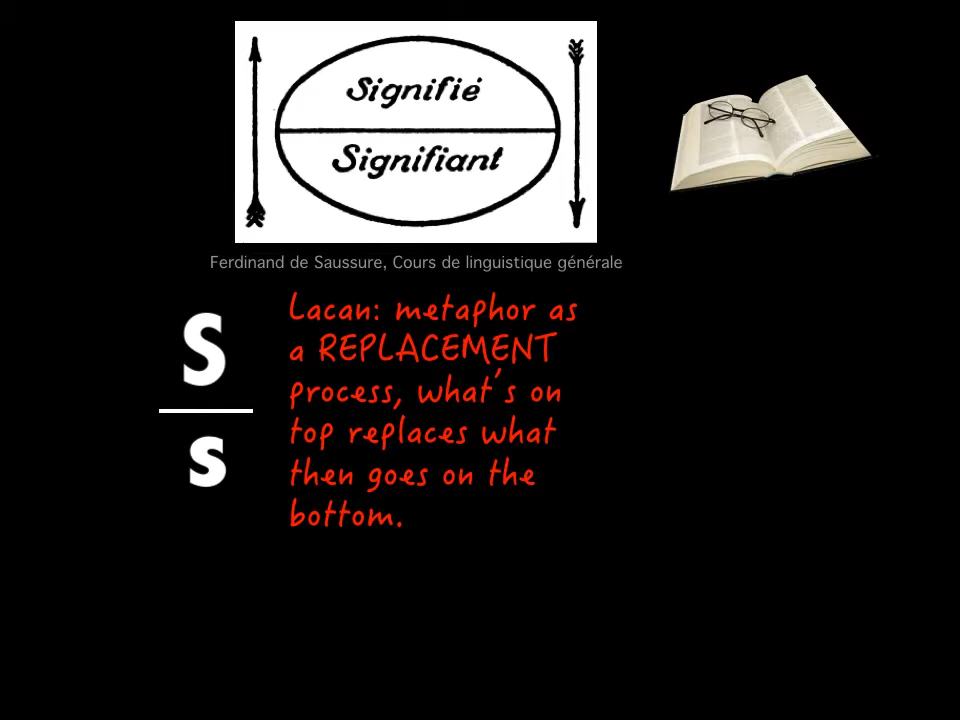 Signifié
Signifiant
Ferdinand de Saussure, Cours de linguistique générale
S
s
Lacan: metaphor as
a REPLACEMENT
process, what's on
top replaces what
then goes on the
bottom.